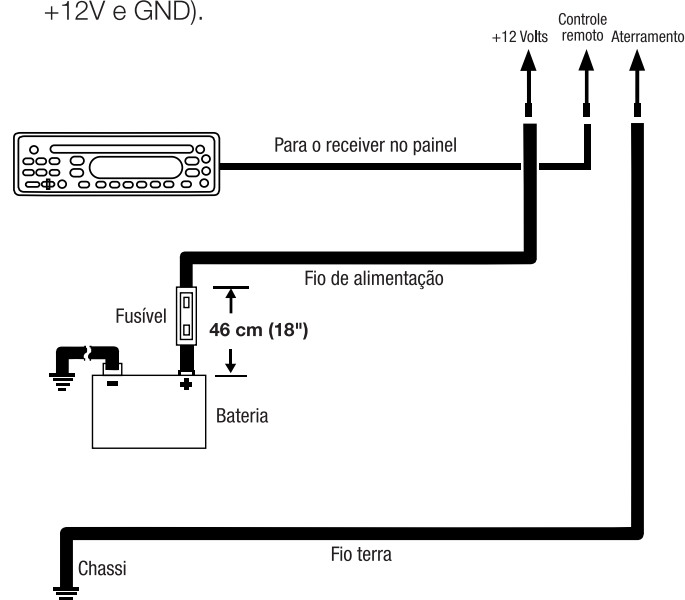 +12V e GND).
Controle
+12 Volts remoto Aterramento
Para o receiver no painel
Fio de alimentação
Fusível
46 cm (18")
Bateria
Fio terra
Chassi